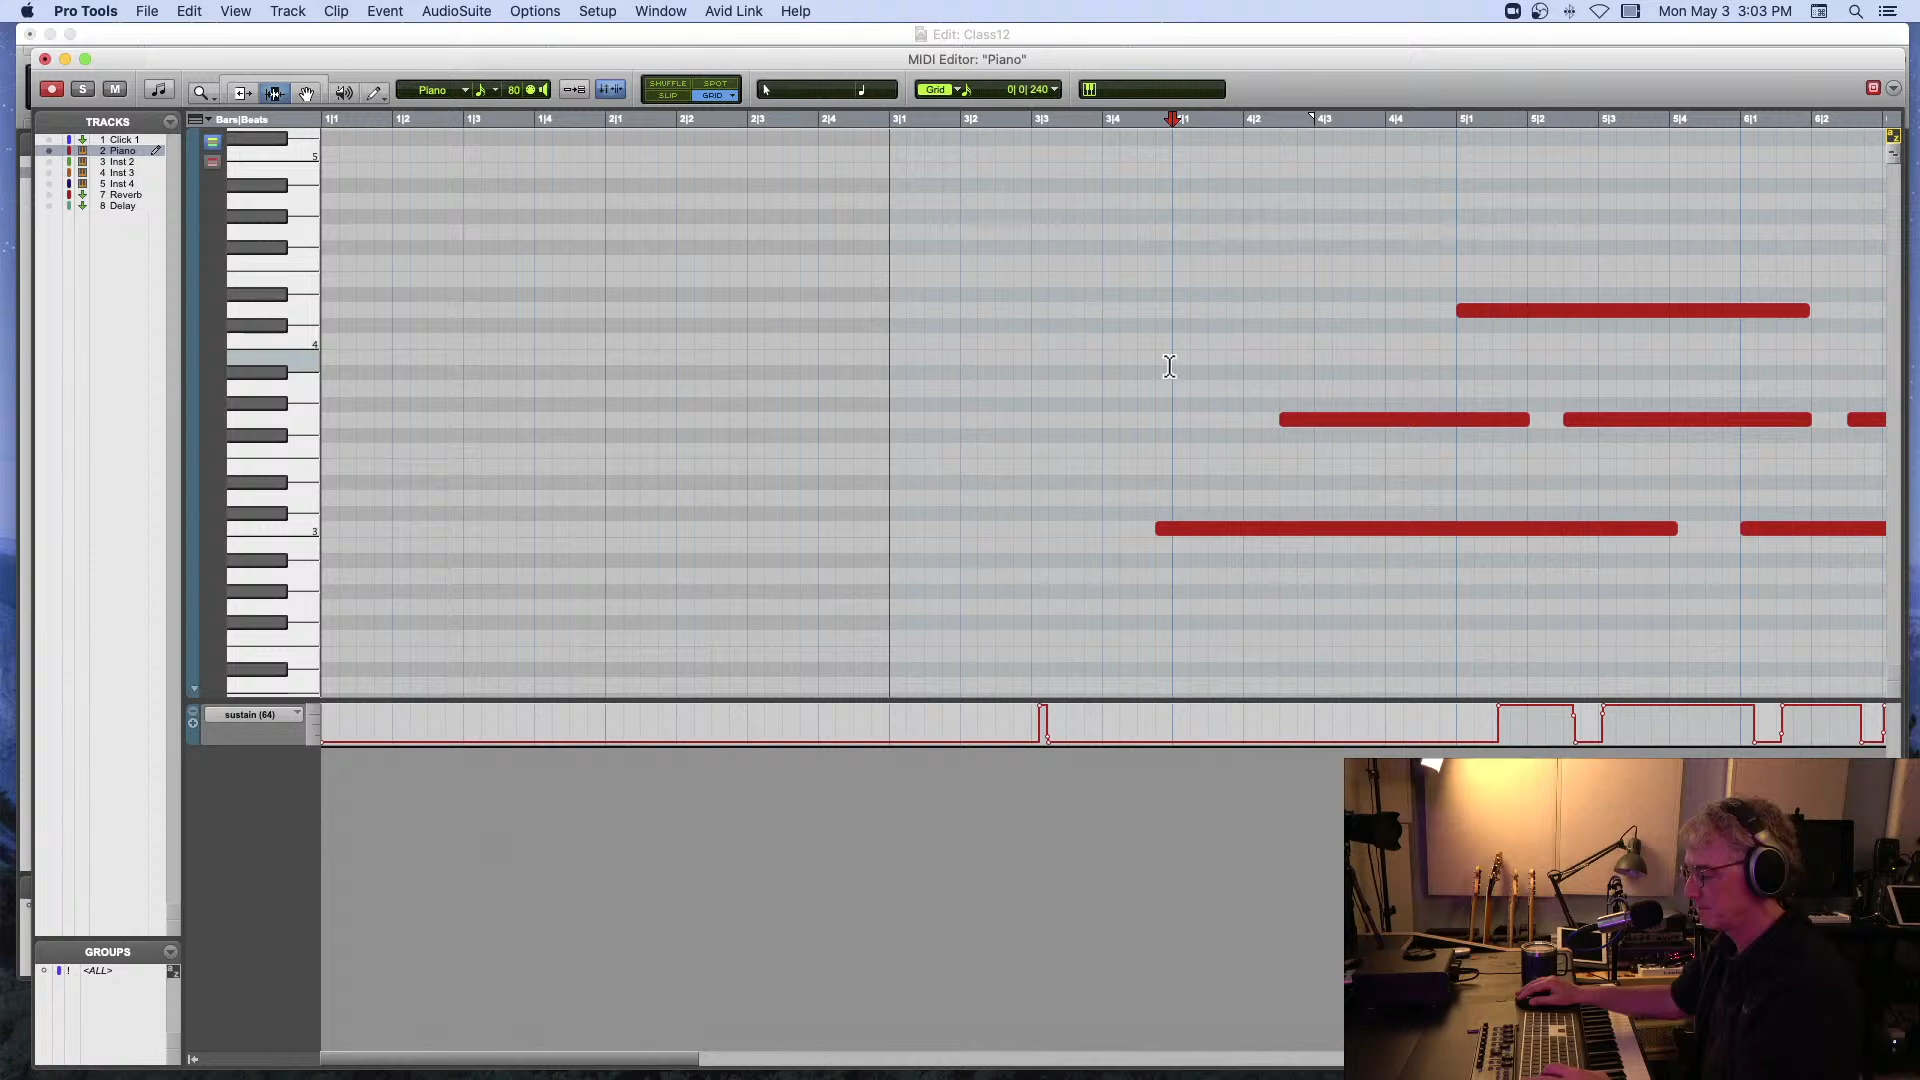 Pro Tools File Edit View Track Clip Event AudioSuite Options Setup Window Avid Link Help Mon May 3 3:03 PM
Edit: Class12
MIDI Editor: "Piano"
S M Piano 80 SHUFFLE SPOT Grid 0| 0| 240
SLIP GRID
TRACKS Bars|Beats 1|1 1|2 1|3 1|4 2|1 2|2 2|3 2|4 3|1 3|2 3|3 3|4 |1 4|2 4|3 4|4 5|1 5|2 5|3 5|4 6|1 6|2
1 Click 1
2 Piano
3 Inst 2
4 Inst 3
5 Inst 4
7 Reverb
8 Delay
5
4
3
sustain (64)
GROUPS
! <ALL>
a z